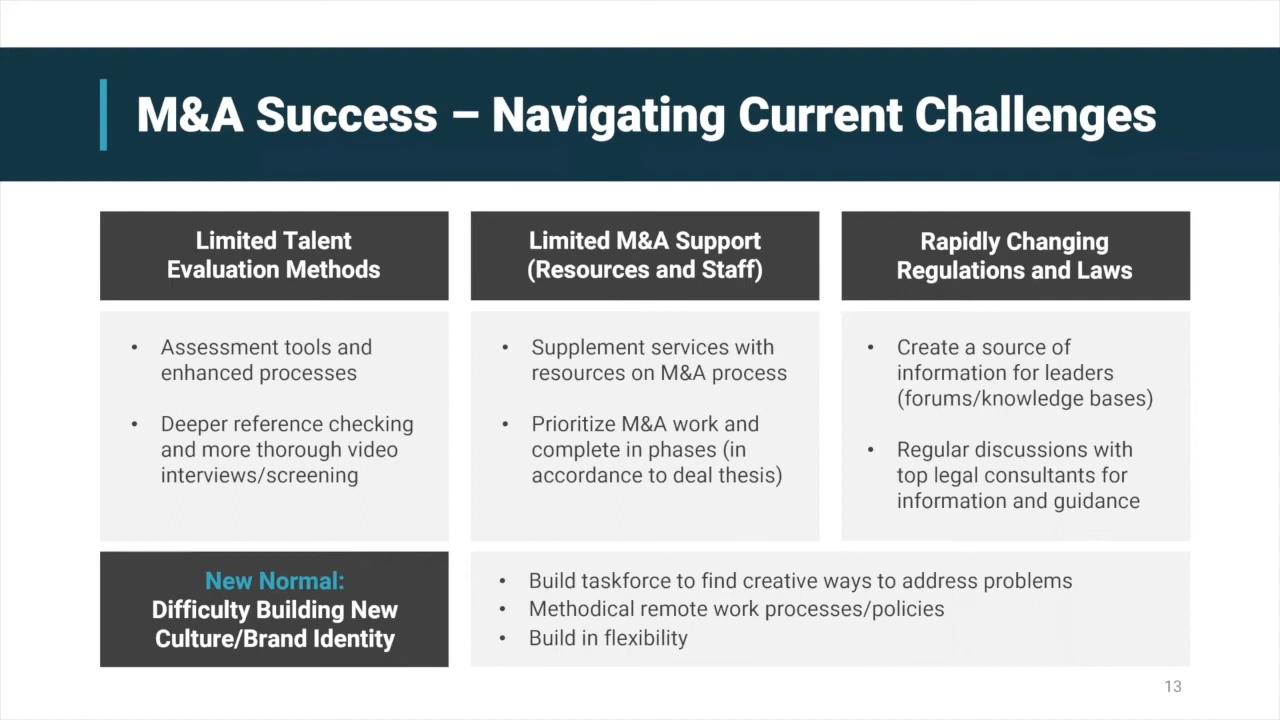 M&A Success – Navigating Current Challenges
Limited Talent
Evaluation Methods
• Assessment tools and
enhanced processes
• Deeper reference checking
and more thorough video
interviews/screening
Limited M&A Support
(Resources and Staff)
• Supplement services with
resources on M&A process
• Prioritize M&A work and
complete in phases (in
accordance to deal thesis)
Rapidly Changing
Regulations and Laws
• Create a source of
information for leaders
(forums/knowledge bases)
• Regular discussions with
top legal consultants for
information and guidance
New Normal:
Difficulty Building New
Culture/Brand Identity
• Build taskforce to find creative ways to address problems
• Methodical remote work processes/policies
• Build in flexibility
13